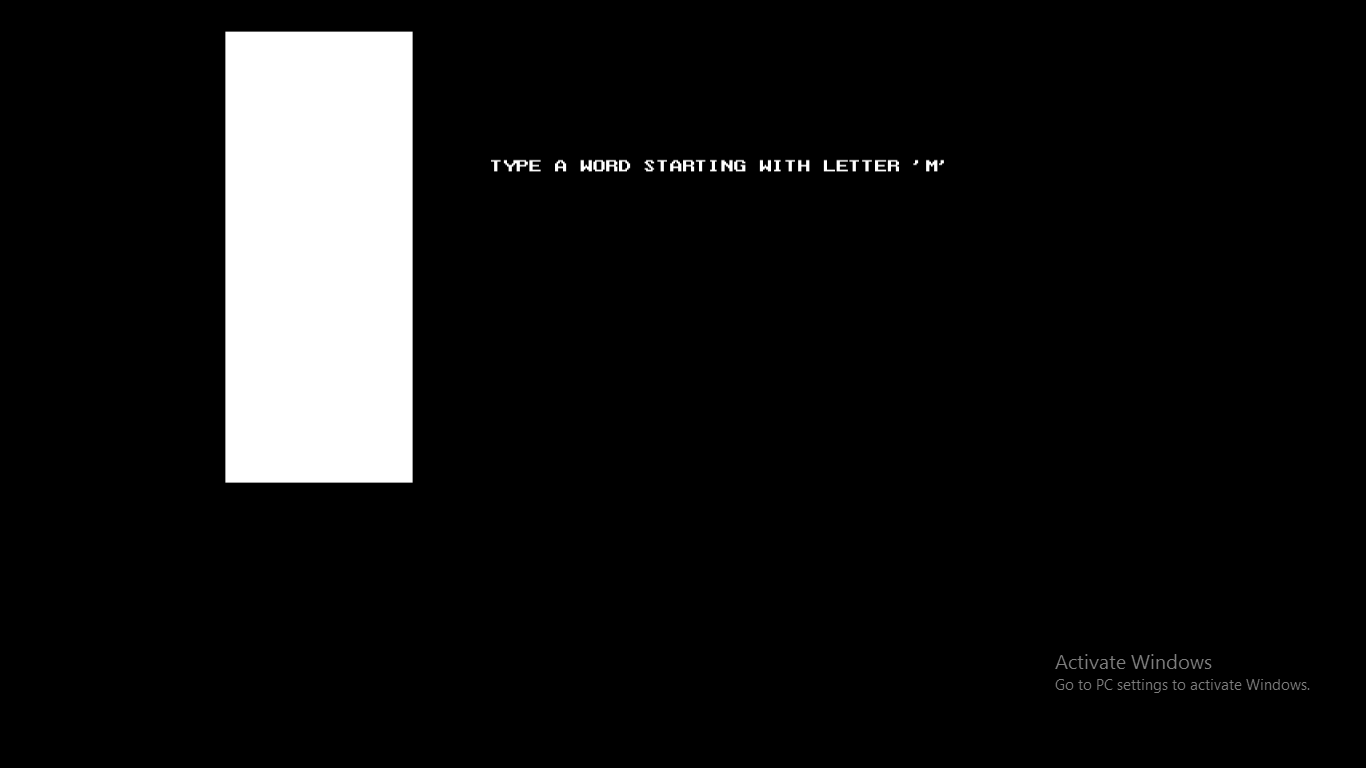 TYPE A WORD STARTING WITH LETTER 'M'
Activate Windows
Go to PC settings to activate Windows.